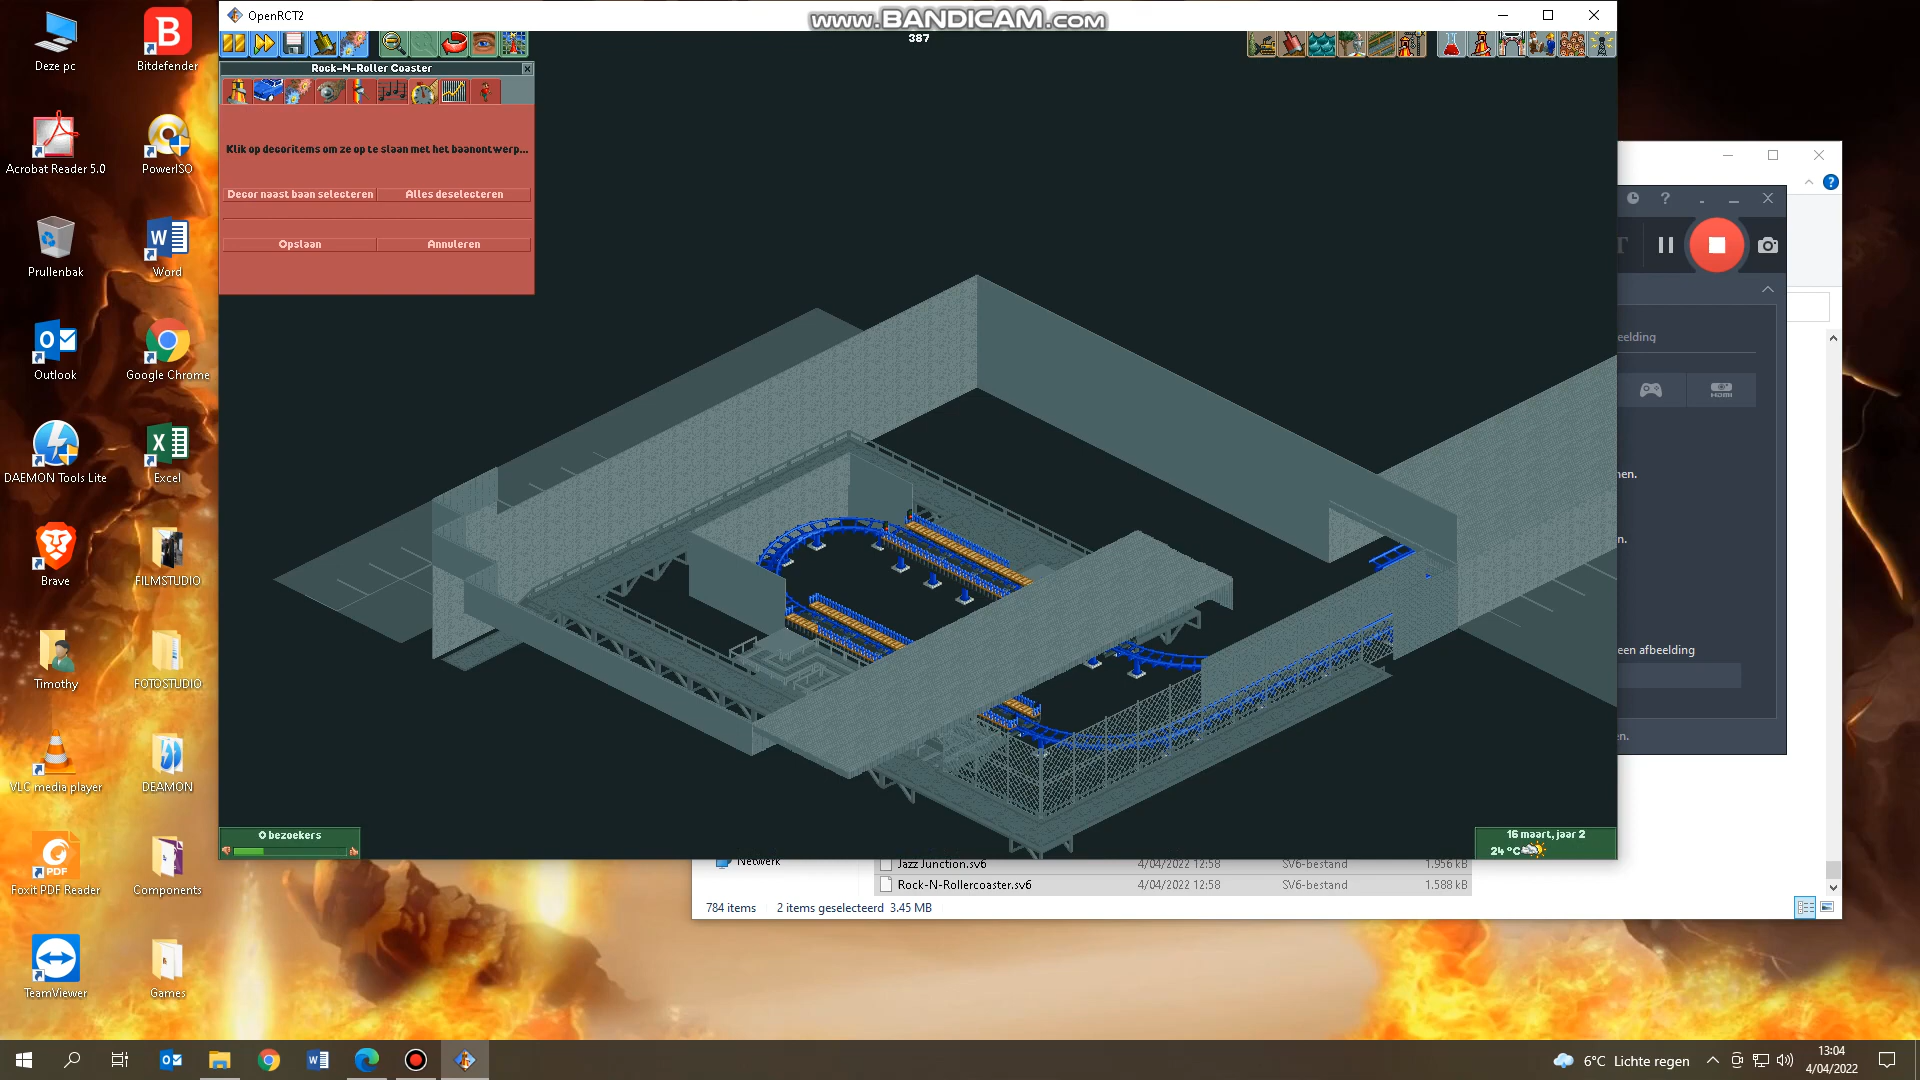 Deze pc
Bitdefender
Acrobat Reader 5.0
PowerISO
Prullenbak
Word
Outlook
Google Chrome
DAEMON Tools Lite
Excel
Brave
FILMSTUDIO
Timothy
FOTOSTUDIO
VLC media player
DEAMON
Foxit PDF Reader
Components
TeamViewer
Games
OpenRCT2
www.BANDICAM.com
387
Rock-N-Roller Coaster
Klik op decoritems om ze op te slaan met het baanontwerp...
Decor naast baan selecteren
Alles deselecteren
Opslaan
Annuleren
0 bezoekers
16 maart, jaar 2
24 °C
eelding
HDMI
nen.
n.
een afbeelding
en.
Netwerk
Jazz Junction.sv6
4/04/2022 12:58
SV6-bestand
1.956 kB
Rock-N-Rollercoaster.sv6
4/04/2022 12:58
SV6-bestand
1.588 kB
784 items
2 items geselecteerd 3.45 MB
6°C Lichte regen
13:04
4/04/2022